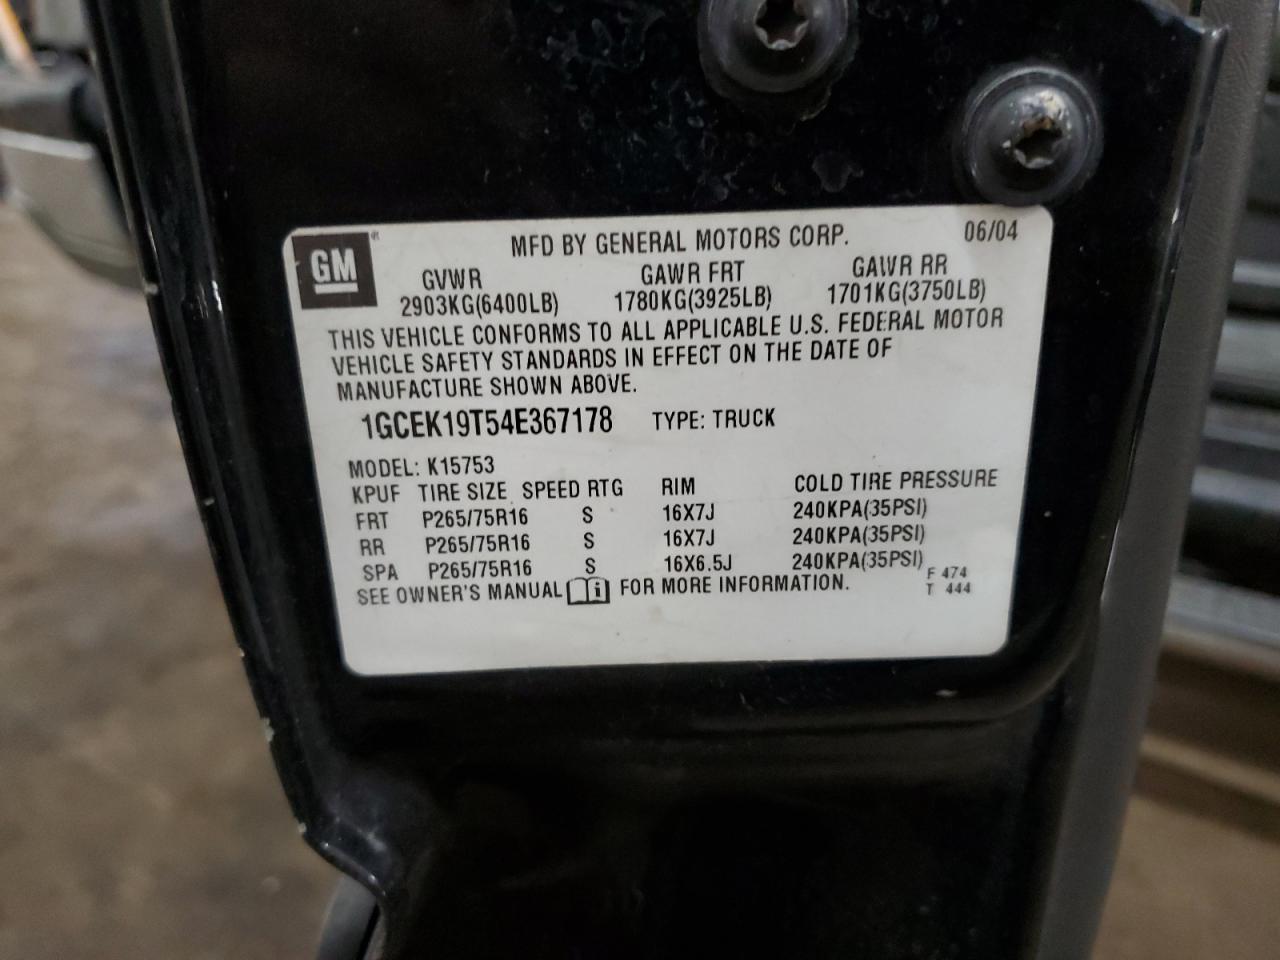 GM
MFD BY GENERAL MOTORS CORP. 06/04
GVWR GAWR FRT GAWR RR
2903KG(6400LB) 1780KG(3925LB) 1701KG(3750LB)
THIS VEHICLE CONFORMS TO ALL APPLICABLE U.S. FEDERAL MOTOR
VEHICLE SAFETY STANDARDS IN EFFECT ON THE DATE OF
MANUFACTURE SHOWN ABOVE.
1GCEK19T54E367178 TYPE: TRUCK
MODEL: K15753
KPUF TIRE SIZE SPEED RTG RIM COLD TIRE PRESSURE
FRT P265/75R16 S 16X7J 240KPA(35PSI)
RR P265/75R16 S 16X7J 240KPA(35PSI)
SPA P265/75R16 S 16X6.5J 240KPA(35PSI)
SEE OWNER'S MANUAL i FOR MORE INFORMATION.
F 474
T 444